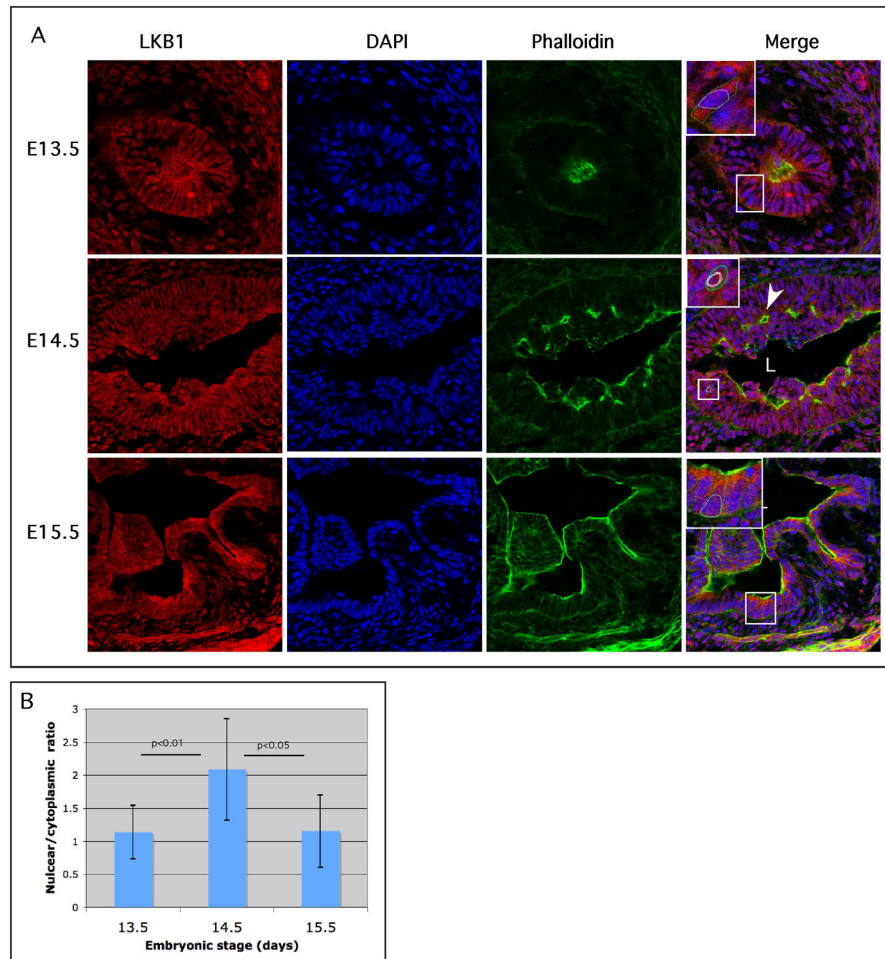 A
LKB1 DAPI Phalloidin Merge
E13.5
E14.5
L
E15.5
B
Nulcear/cytoplasmic ratio
3
2.5
2
1.5
1
0.5
0
p<0.01 p<0.05
13.5 14.5 15.5
Embryonic stage (days)